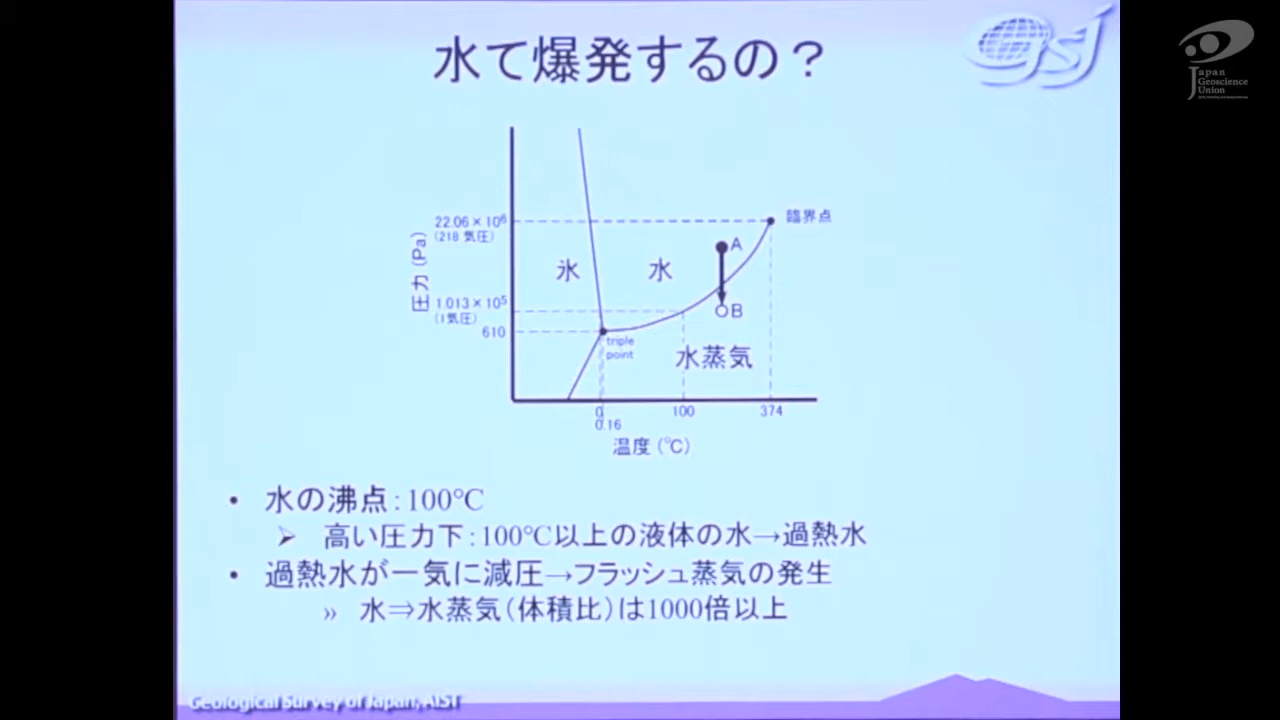 水て爆発するの？
GSJ
Japan
Geoscience
Union
22.06×10⁶
(218 気圧)
臨界点
A
圧力 (Pa)
氷
水
1.013×10⁵
(1気圧)
B
610
triple
point
水蒸気
0
100
374
0.16
温度 (℃)
• 水の沸点：100℃
➢ 高い圧力下：100℃以上の液体の水→過熱水
• 過熱水が一気に減圧→フラッシュ蒸気の発生
» 水⇒水蒸気（体積比）は1000倍以上
Geological Survey of Japan, AIST